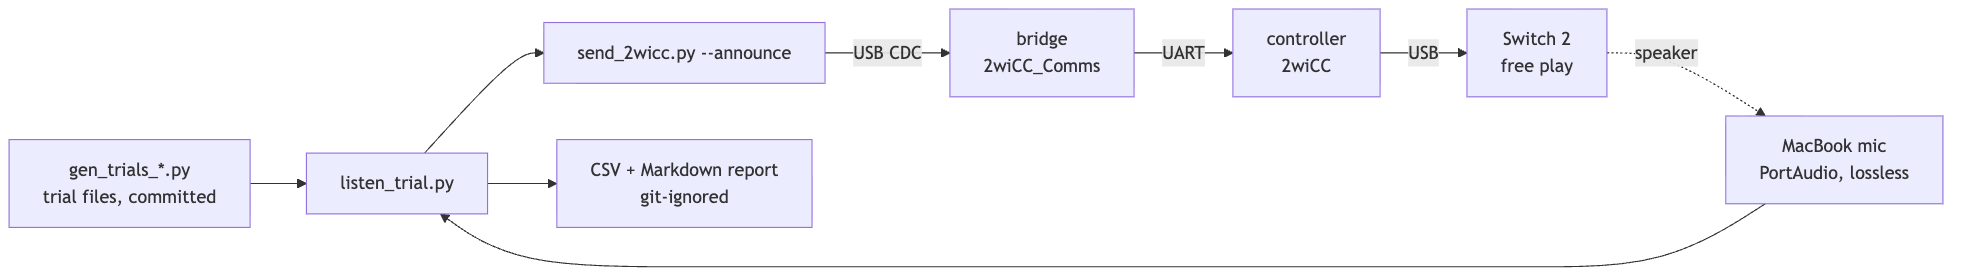 gen_trials_*.py
trial files, committed
listen_trial.py
send_2wicc.py --announce
CSV + Markdown report
git-ignored
USB CDC
bridge
2wiCC_Comms
UART
controller
2wiCC
USB
Switch 2
free play
speaker
MacBook mic
PortAudio, lossless